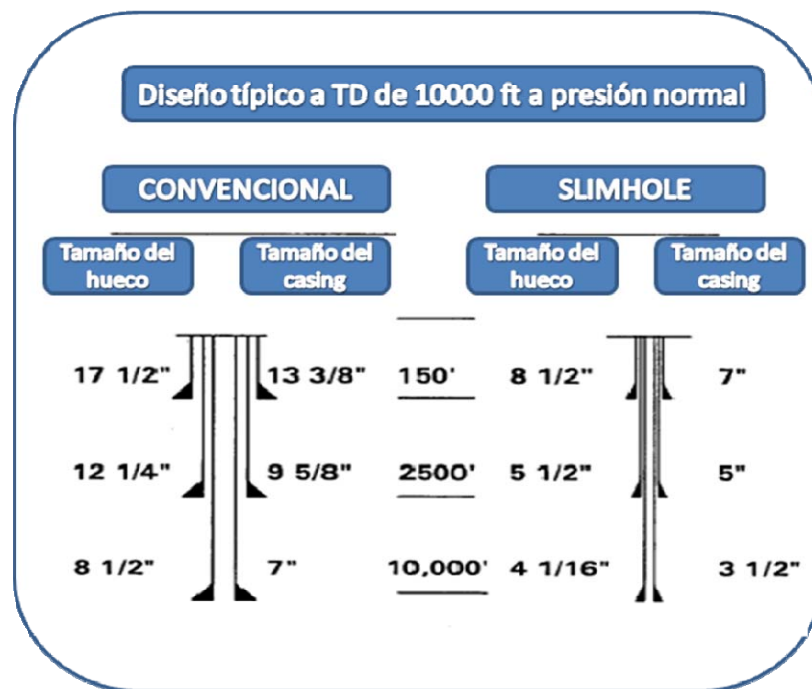 Diseño típico a TD de 10000 ft a presión normal
CONVENCIONAL
SLIMHOLE
Tamaño del
hueco
Tamaño del
casing
Tamaño del
hueco
Tamaño del
casing
17 1/2" 13 3/8" 150' 8 1/2" 7"
12 1/4" 9 5/8" 2500' 5 1/2" 5"
8 1/2" 7" 10,000' 4 1/16" 3 1/2"